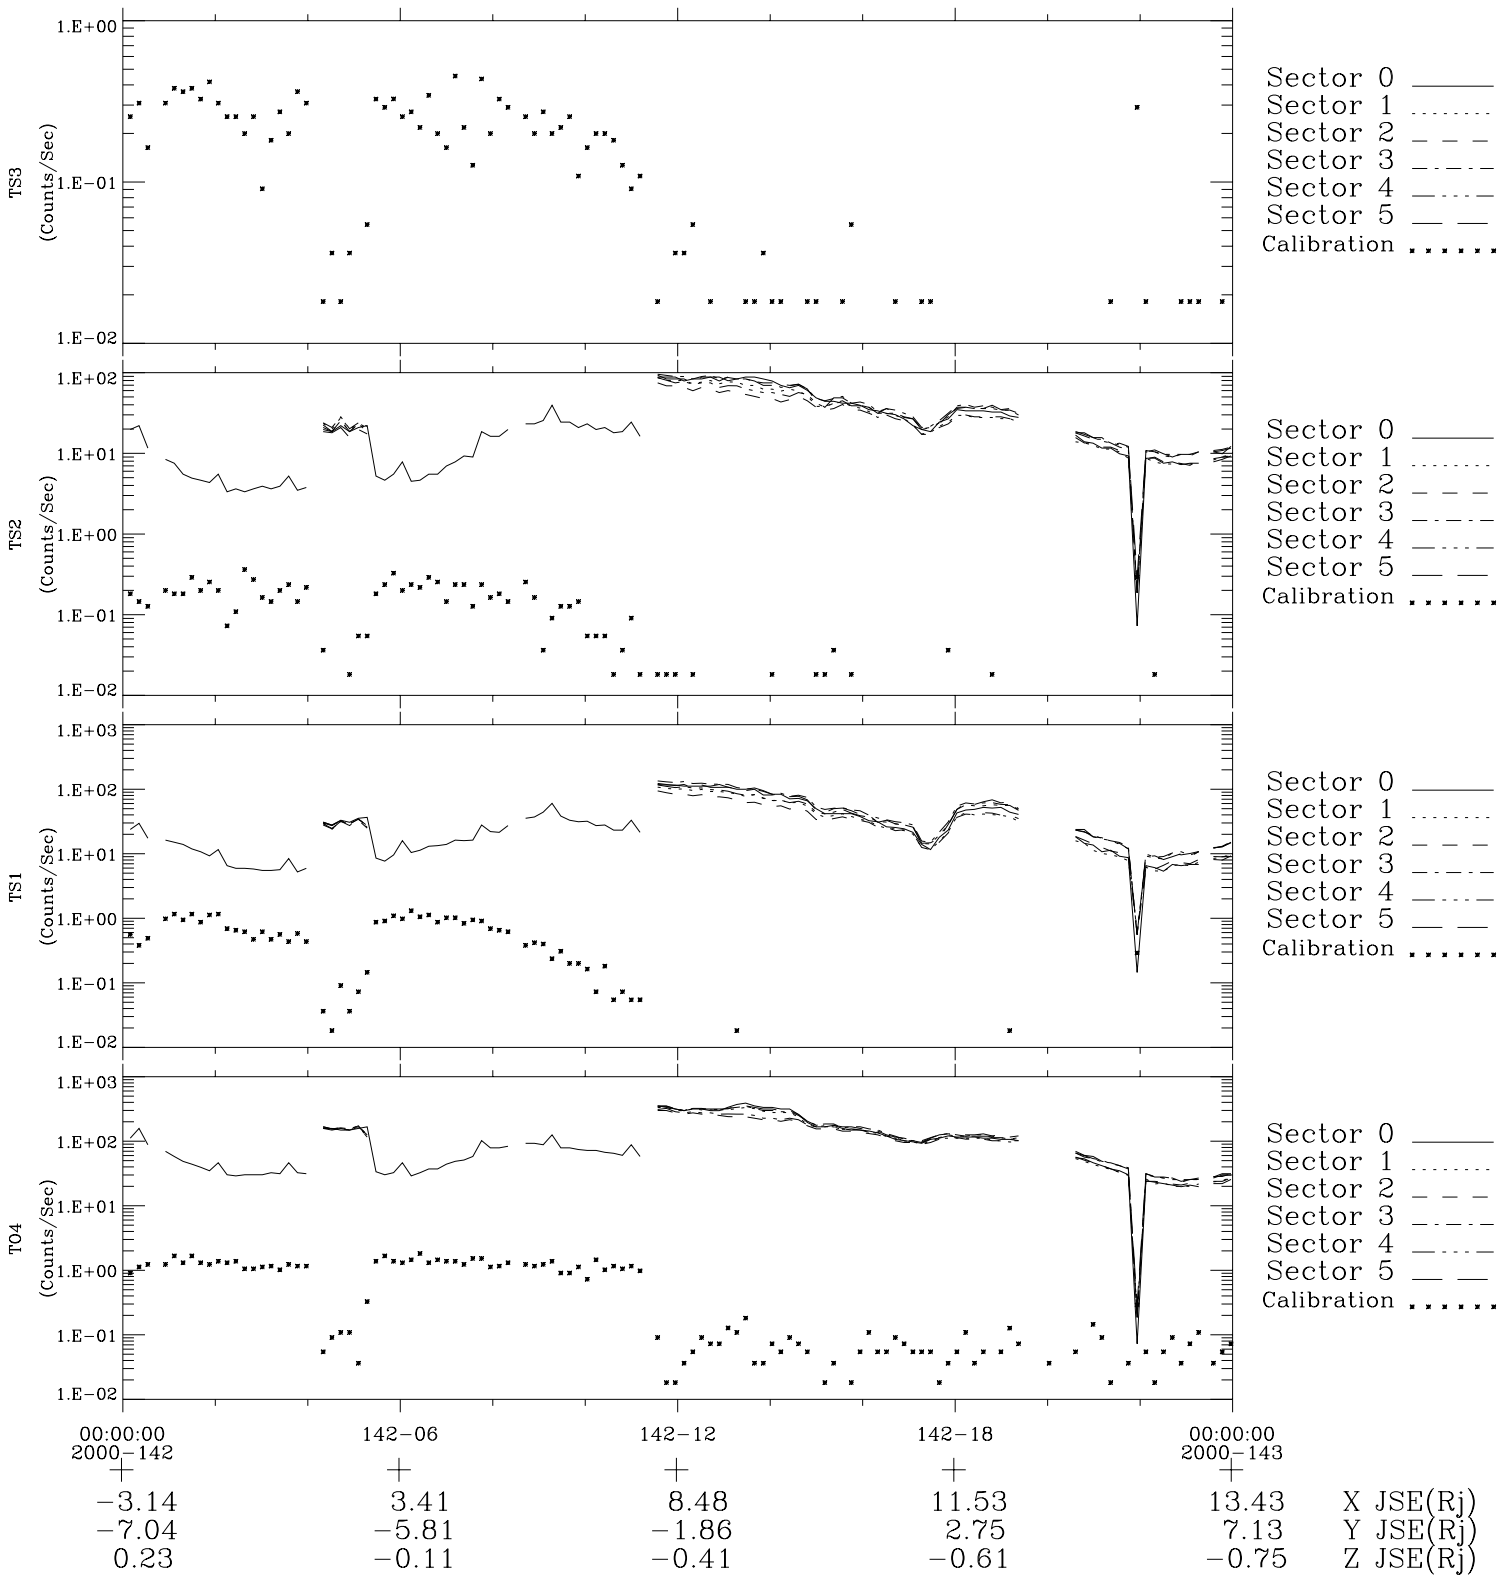 1.E+00
1.E-01
1.E-02
TS3
(Counts/Sec)
Sector 0
Sector 1
Sector 2
Sector 3
Sector 4
Sector 5
Calibration
1.E+02
1.E+01
1.E+00
1.E-01
1.E-02
TS2
(Counts/Sec)
Sector 0
Sector 1
Sector 2
Sector 3
Sector 4
Sector 5
Calibration
1.E+03
1.E+02
1.E+01
1.E+00
1.E-01
1.E-02
TS1
(Counts/Sec)
Sector 0
Sector 1
Sector 2
Sector 3
Sector 4
Sector 5
Calibration
1.E+03
1.E+02
1.E+01
1.E+00
1.E-01
1.E-02
TO4
(Counts/Sec)
Sector 0
Sector 1
Sector 2
Sector 3
Sector 4
Sector 5
Calibration
00:00:00 142-06 142-12 142-18 00:00:00
2000-142 2000-143
-3.14 3.41 8.48 11.53 13.43 X JSE(Rj)
-7.04 -5.81 -1.86 2.75 7.13 Y JSE(Rj)
0.23 -0.11 -0.41 -0.61 -0.75 Z JSE(Rj)